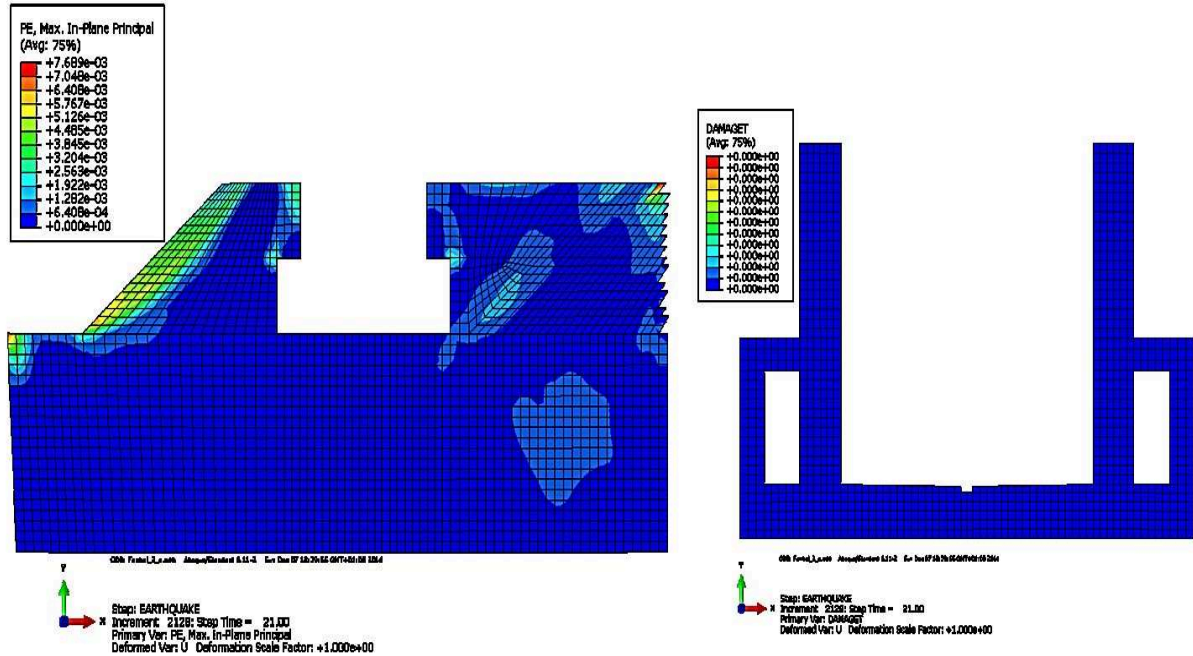 PE, Max. In-Plane Principal
(Avg: 75%)
+7.689e-03
+7.048e-03
+6.408e-03
+5.767e-03
+5.126e-03
+4.485e-03
+3.845e-03
+3.204e-03
+2.563e-03
+1.922e-03
+1.282e-03
+6.408e-04
+0.000e+00
Y
X
Step: EARTHQUAKE
Increment 2128: Step Time = 21.00
Primary Var: PE, Max. In-Plane Principal
Deformed Var: U Deformation Scale Factor: +1.000e+00
DAMAGET
(Avg: 75%)
+0.000e+00
+0.000e+00
+0.000e+00
+0.000e+00
+0.000e+00
+0.000e+00
+0.000e+00
+0.000e+00
+0.000e+00
+0.000e+00
+0.000e+00
+0.000e+00
+0.000e+00
Y
X
Step: EARTHQUAKE
Increment 2128: Step Time = 21.00
Primary Var: DAMAGET
Deformed Var: U Deformation Scale Factor: +1.000e+00